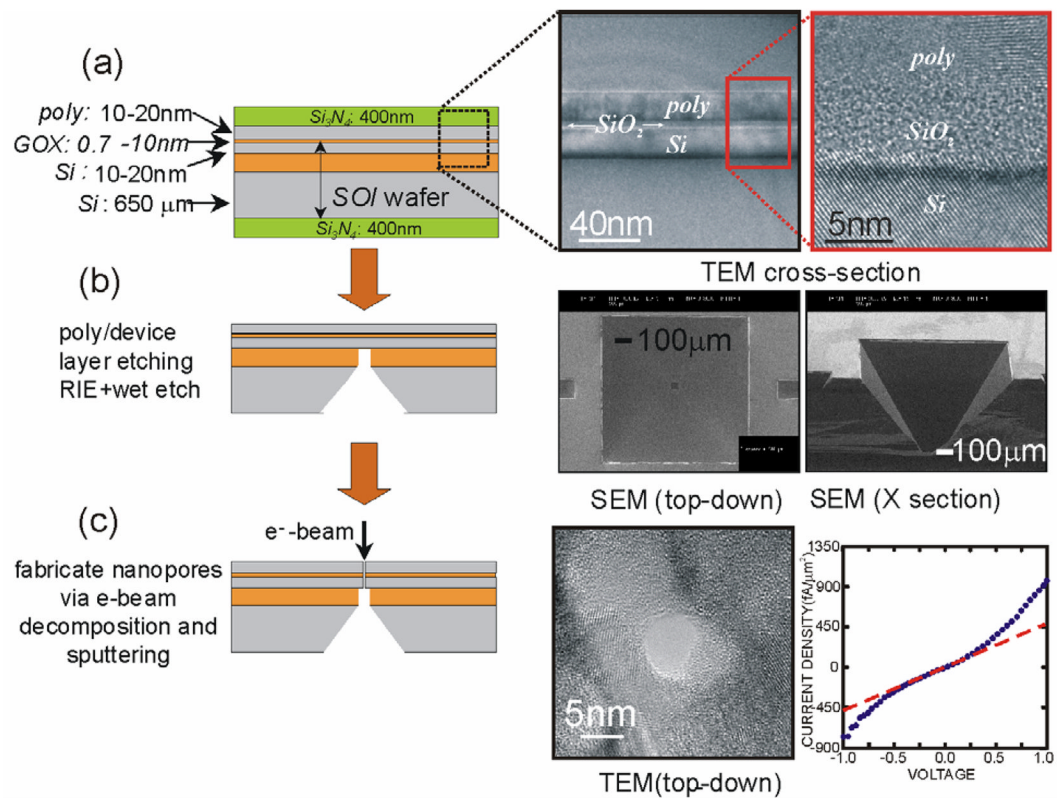 (a)
Si₃N₄: 400nm
poly: 10-20nm
GOX: 0.7 -10nm
Si: 10-20nm
Si : 650 μm
SOI wafer
Si₃N₄: 400nm
poly
SiO₂
Si
40nm
poly
SiO₂
Si
5nm
TEM cross-section
(b)
poly/device
layer etching
RIE+wet etch
100μm
100μm
SEM (top-down)
SEM (X section)
(c)
e⁻-beam
fabricate nanopores
via e-beam
decomposition and
sputtering
5nm
TEM(top-down)
CURRENT DENSITY(fA/μm²)
1350
900
450
0
-450
-900
-1.0 -0.5 0.0 0.5 1.0
VOLTAGE